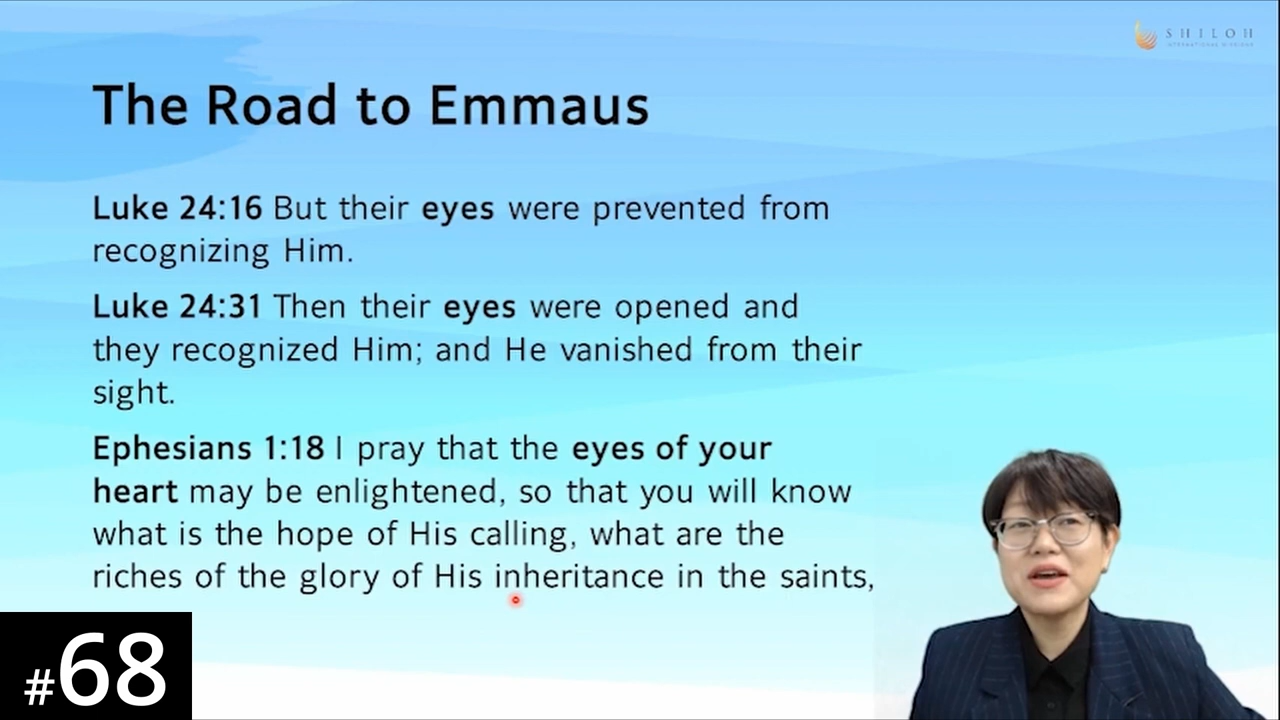 SHILOH
The Road to Emmaus
Luke 24:16 But their eyes were prevented from
recognizing Him.
Luke 24:31 Then their eyes were opened and
they recognized Him; and He vanished from their
sight.
Ephesians 1:18 I pray that the eyes of your
heart may be enlightened, so that you will know
what is the hope of His calling, what are the
riches of the glory of His inheritance in the saints,
#68